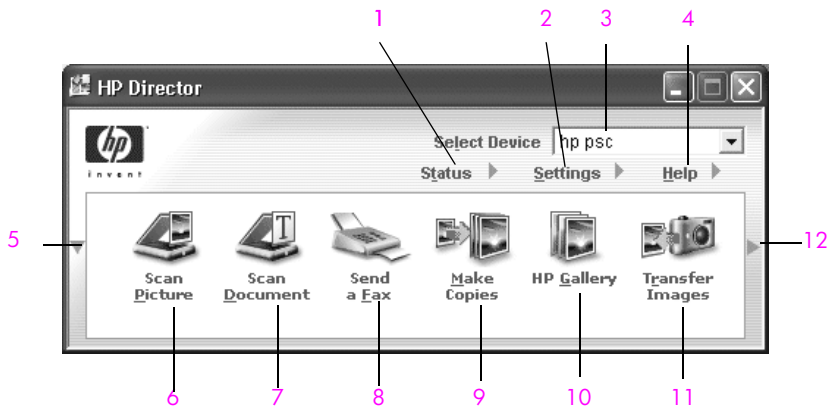 1 2 3 4
HP Director
hp
invent
Select Device hp psc
Status Settings Help
5
12
Scan Picture
Scan Document
Send a Fax
Make Copies
HP Gallery
Transfer Images
T
6 7 8 9 10 11